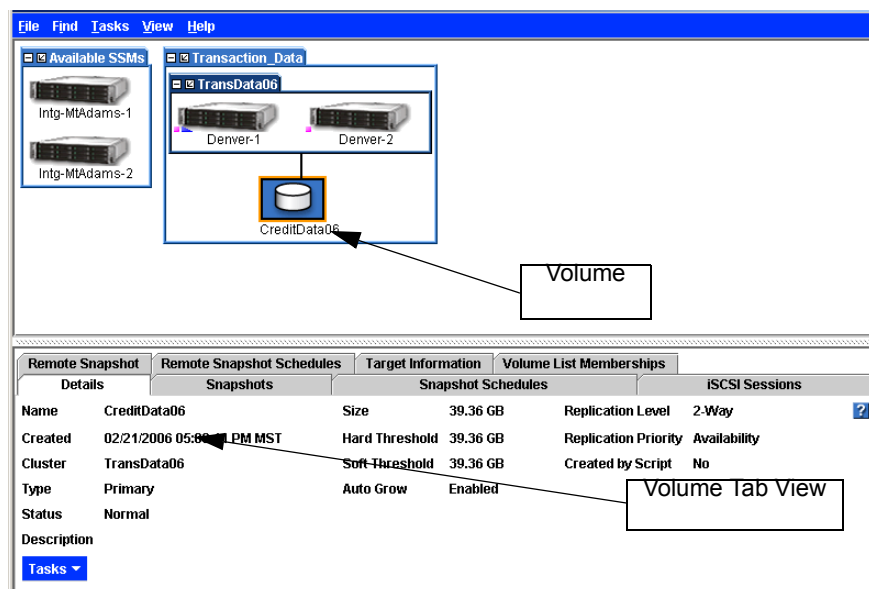 File Find Tasks View Help
Available SSMs
Intg-MtAdams-1
Intg-MtAdams-2
Transaction_Data
TransData06
Denver-1 Denver-2
CreditData06
Volume
Remote Snapshot Remote Snapshot Schedules Target Information Volume List Memberships
Details Snapshots Snapshot Schedules iSCSI Sessions
Name CreditData06 Size 39.36 GB Replication Level 2-Way ?
Created 02/21/2006 PM MST Hard Threshold 39.36 GB Replication Priority Availability
Cluster TransData06 Soft Threshold 39.36 GB Created by Script No
Type Primary Auto Grow Enabled
Volume Tab View
Status Normal
Description
Tasks